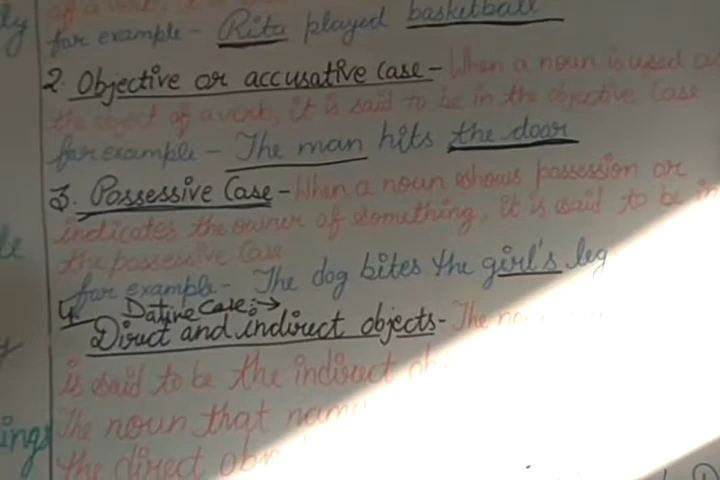 of a
for example - Rita played basketball
2. Objective or accusative Case - When a noun is used as
the object of a verb, it is said to be in the objective Case
for example - The man hits the door
3. Possessive Case - When a noun shows possession or
indicates the owner of something, it is said to be in
the possessive Case
for example - The dog bites the girl's leg
4. Dative Case :→
Direct and indirect objects - The
is said to be the indirect
The noun that
the direct